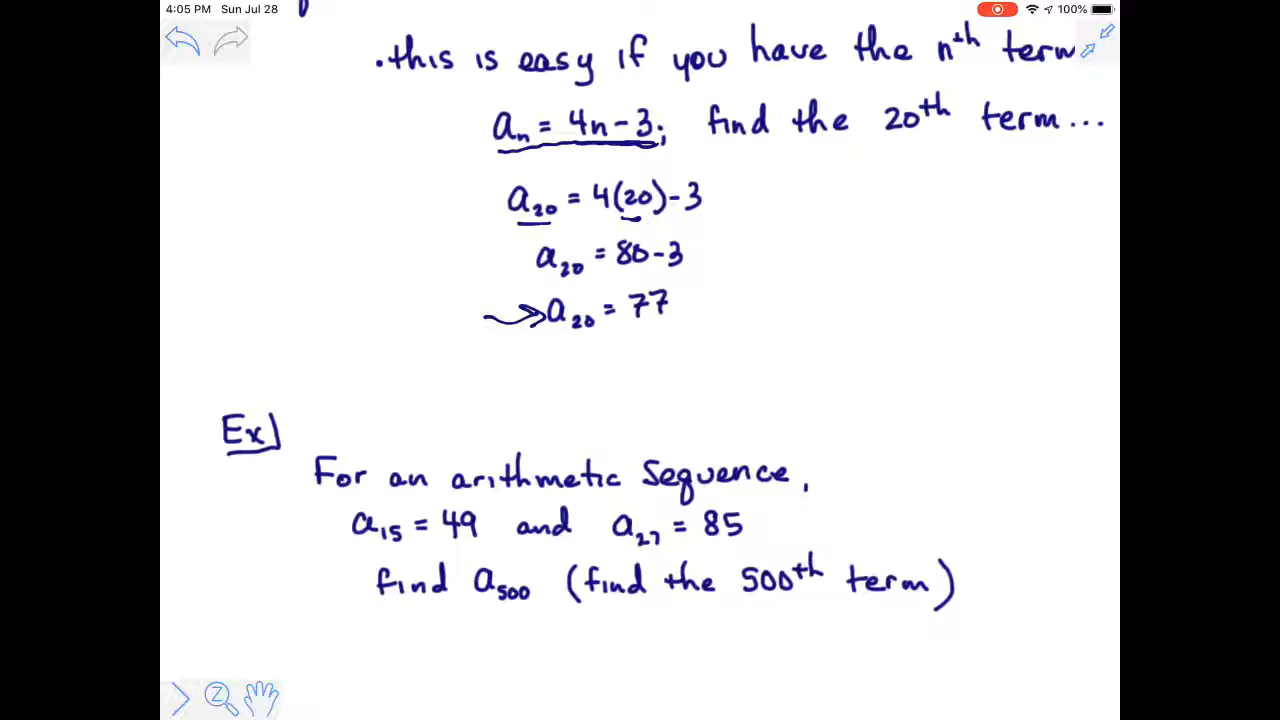 4:05 PM Sun Jul 28
100%
.this is easy if you have the nth term
an = 4n - 3; find the 20th term...
a20 = 4(20) - 3
a20 = 80 - 3
a20 = 77
Ex]
For an arithmetic sequence,
a15 = 49 and a27 = 85
find a500 (find the 500th term)
Z